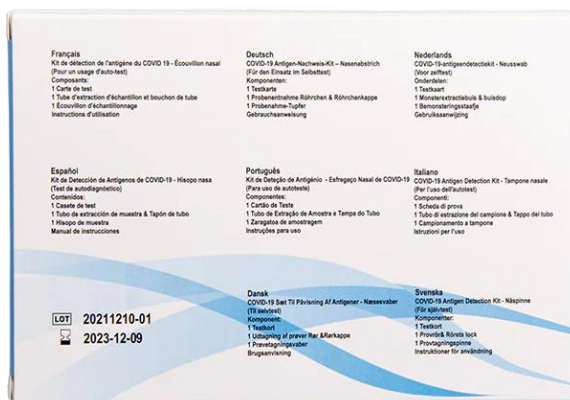 Français
Kit de détection de l'antigène du COVID 19 - Écouvillon nasal
(Pour un usage d'auto-test)
Composants:
1 Carte de test
1 Tube d'extraction d'échantillon et bouchon de tube
1 Écouvillon d'échantillonnage
Instructions d'utilisation
Deutsch
COVID-19 Antigen-Nachweis-Kit – Nasenabstrich
(Für den Einsatz im Selbsttest)
Komponenten:
1 Testkarte
1 Probenentnahme Röhrchen & Röhrchenkappe
1 Probenahme-Tupfer
Gebrauchsanweisung
Nederlands
COVID-19-antigeendetectiekit - Neusswab
(Voor zelftest)
Onderdelen:
1 Testkaart
1 Monsterextractiebuis & buisdop
1 Bemonsteringsstaafje
Gebruiksaanwijzing
Español
Kit de Detección de Antígenos de COVID-19 - Hisopo nasa
(Test de autodiagnóstico)
Contenidos:
1 Casete de test
1 Tubo de extracción de muestra & Tapón de tubo
1 Hisopo de muestra
Manual de instrucciones
Português
Kit de Deteção de Antigénio - Esfregaço Nasal de COVID-19
(Para uso de autoteste)
Componentes:
1 Cartão de Teste
1 Tubo de Extração de Amostra e Tampa do Tubo
1 Zaragatoa de amostragem
Instruções para uso
Italiano
COVID-19 Antigen Detection Kit - Tampone nasale
(Per l'uso dell'autotest)
Componenti:
1 Scheda di prova
1 Tubo di estrazione del campione & Tappo del tubo
1 Campionamento a tampone
Istruzioni per l'uso
Dansk
COVID-19 Sæt Til Påvisning Af Antigener - Næsesvaber
(Til selvtest)
Komponent:
1 Testkort
1 Udtagning af prøver Rør &Rørkappe
1 Prøvetagningsvaber
Brugsanvisning
Svenska
COVID-19 Antigen Detection Kit - Näspinne
(För självtest)
Komponenter:
1 Testkort
1 Provrör& Rörets lock
1 Provtagningspinne
Instruktioner för användning
LOT 20211210-01
2023-12-09